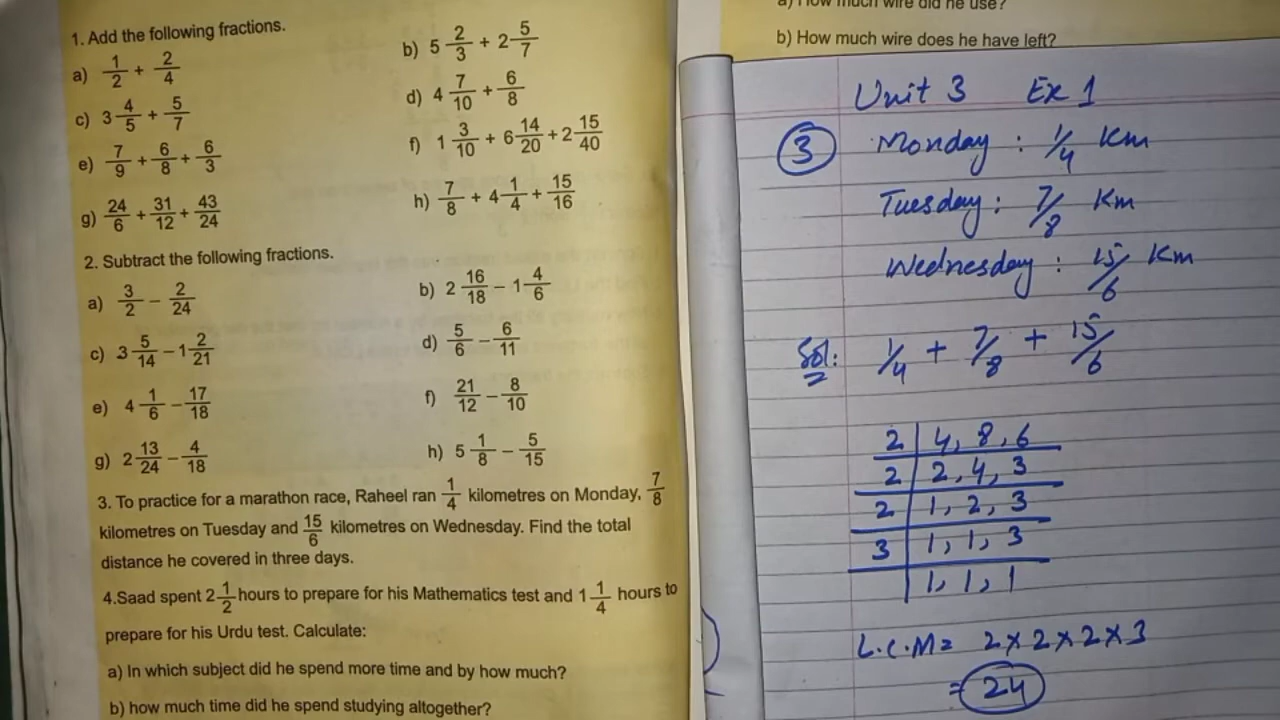 1. Add the following fractions.
a) 1/2 + 2/4
b) 5 2/3 + 2 5/7
c) 3 4/5 + 5/7
d) 4 7/10 + 6/8
e) 7/9 + 6/8 + 6/3
f) 1 3/10 + 6 14/20 + 2 15/40
g) 24/6 + 31/12 + 43/24
h) 7/8 + 4 1/4 + 15/16
2. Subtract the following fractions.
a) 3/2 − 2/24
b) 2 16/18 − 1 4/6
c) 3 5/14 − 1 2/21
d) 5/6 − 6/11
e) 4 1/6 − 17/18
f) 21/12 − 8/10
g) 2 13/24 − 4/18
h) 5 1/8 − 5/15
3. To practice for a marathon race, Raheel ran 1/4 kilometres on Monday, 7/8
kilometres on Tuesday and 15/6 kilometres on Wednesday. Find the total
distance he covered in three days.
4.Saad spent 2 1/2 hours to prepare for his Mathematics test and 1 1/4 hours to
prepare for his Urdu test. Calculate:
a) In which subject did he spend more time and by how much?
b) how much time did he spend studying altogether?
a) How much wire did he use?
b) How much wire does he have left?
Unit 3 Ex 1
3 Monday : 1/4 Km
Tuesday : 7/8 Km
Wednesday : 15/6 Km
Sol: 1/4 + 7/8 + 15/6
2 | 4, 8, 6
2 | 2, 4, 3
2 | 1, 2, 3
3 | 1, 1, 3
| 1, 1, 1
L.C.M = 2 × 2 × 2 × 3
= 24